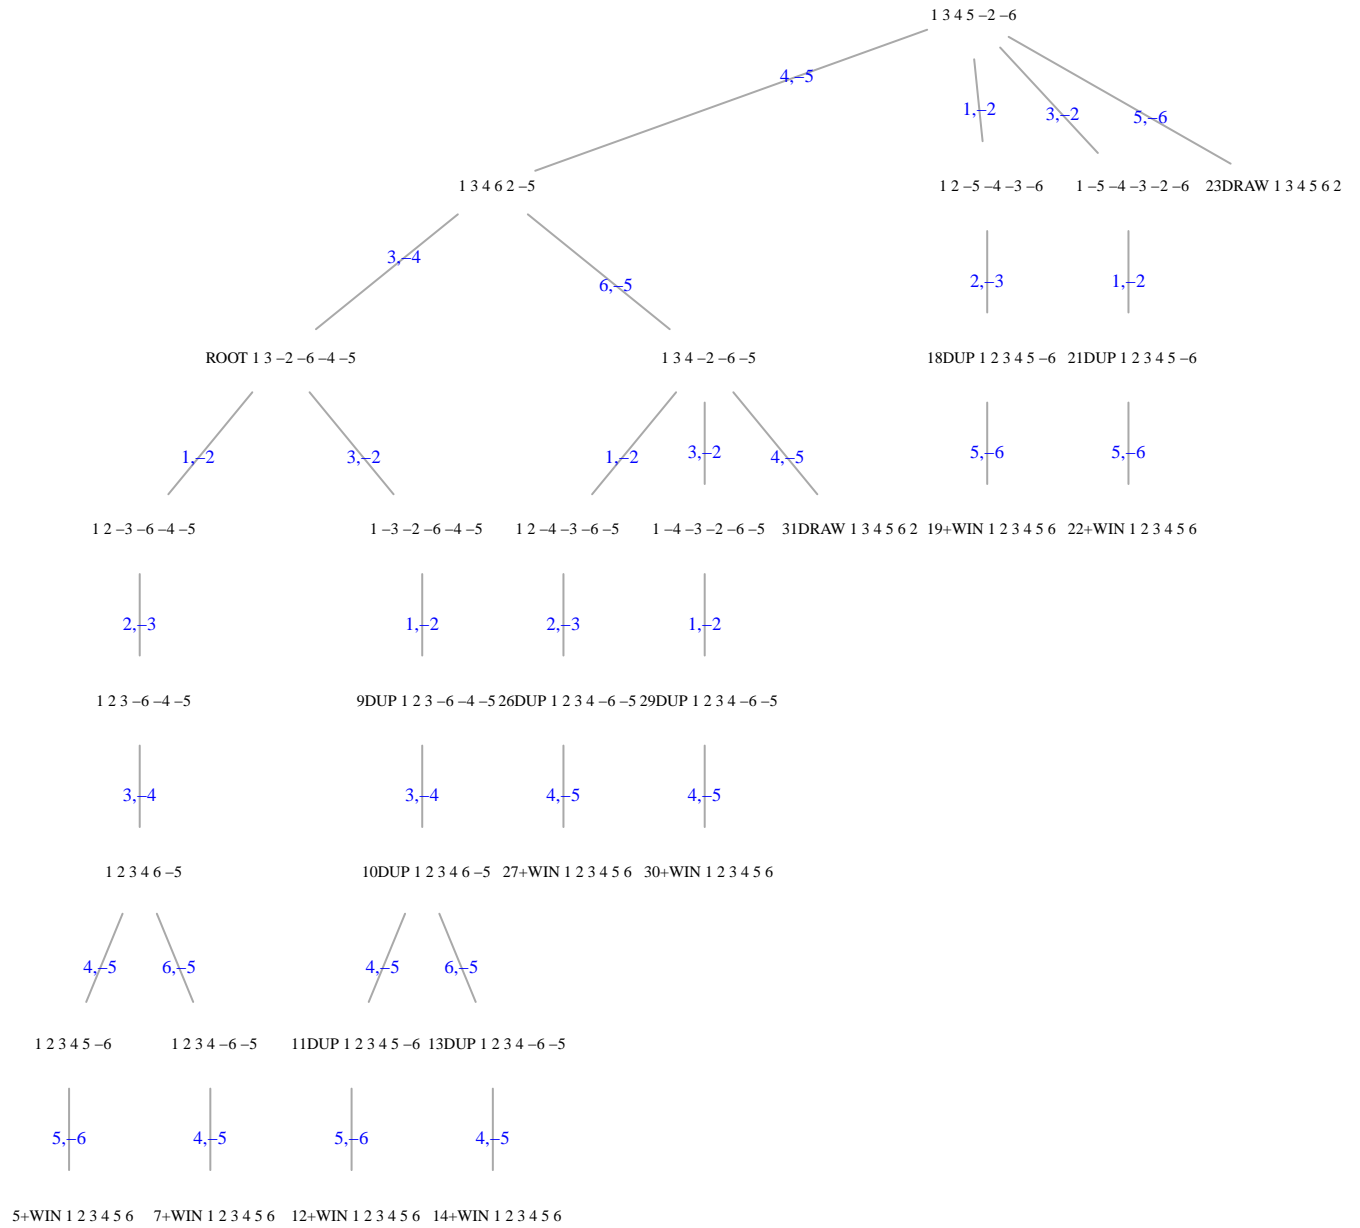 1 3 4 5 −2 −6
4,−5
1,−2
3,−2
5,−6
1 3 4 6 2 −5
1 2 −5 −4 −3 −6
1 −5 −4 −3 −2 −6
23DRAW 1 3 4 5 6 2
3,−4
6,−5
2,−3
1,−2
ROOT 1 3 −2 −6 −4 −5
1 3 4 −2 −6 −5
18DUP 1 2 3 4 5 −6
21DUP 1 2 3 4 5 −6
1,−2
3,−2
1,−2
3,−2
4,−5
5,−6
5,−6
1 2 −3 −6 −4 −5
1 −3 −2 −6 −4 −5
1 2 −4 −3 −6 −5
1 −4 −3 −2 −6 −5
31DRAW 1 3 4 5 6 2
19+WIN 1 2 3 4 5 6
22+WIN 1 2 3 4 5 6
2,−3
1,−2
2,−3
1,−2
1 2 3 −6 −4 −5
9DUP 1 2 3 −6 −4 −5
26DUP 1 2 3 4 −6 −5
29DUP 1 2 3 4 −6 −5
3,−4
3,−4
4,−5
4,−5
1 2 3 4 6 −5
10DUP 1 2 3 4 6 −5
27+WIN 1 2 3 4 5 6
30+WIN 1 2 3 4 5 6
4,−5
6,−5
4,−5
6,−5
1 2 3 4 5 −6
1 2 3 4 −6 −5
11DUP 1 2 3 4 5 −6
13DUP 1 2 3 4 −6 −5
5,−6
4,−5
5,−6
4,−5
5+WIN 1 2 3 4 5 6
7+WIN 1 2 3 4 5 6
12+WIN 1 2 3 4 5 6
14+WIN 1 2 3 4 5 6